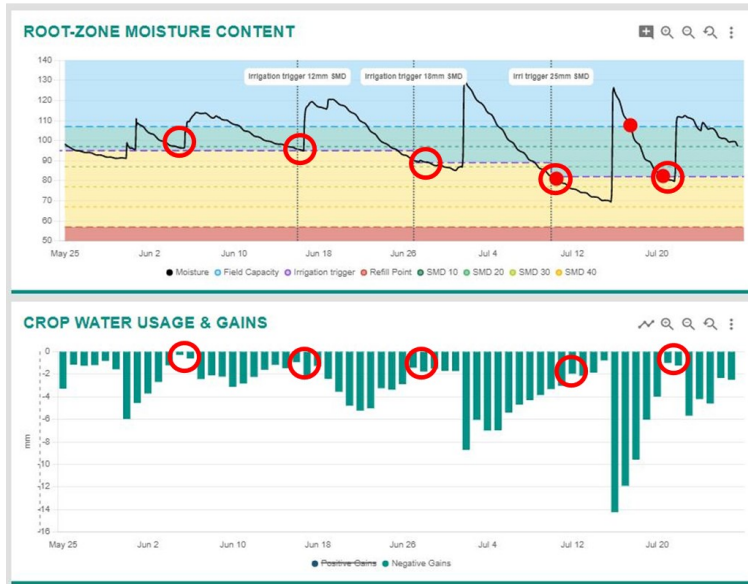 ROOT-ZONE MOISTURE CONTENT
140
130
120
110
100
90
80
70
60
50
Irrigation trigger 12mm SMD
Irrigation trigger 18mm SMD
Irri trigger 25mm SMD
May 25 Jun 2 Jun 10 Jun 18 Jun 26 Jul 4 Jul 12 Jul 20
Moisture Field Capacity Irrigation trigger Refill Point SMD 10 SMD 20 SMD 30 SMD 40
CROP WATER USAGE & GAINS
0
-2
-4
-6
-8
-10
-12
-14
-16
mm
May 25 Jun 2 Jun 10 Jun 18 Jun 26 Jul 4 Jul 12 Jul 20
Positive Gains Negative Gains